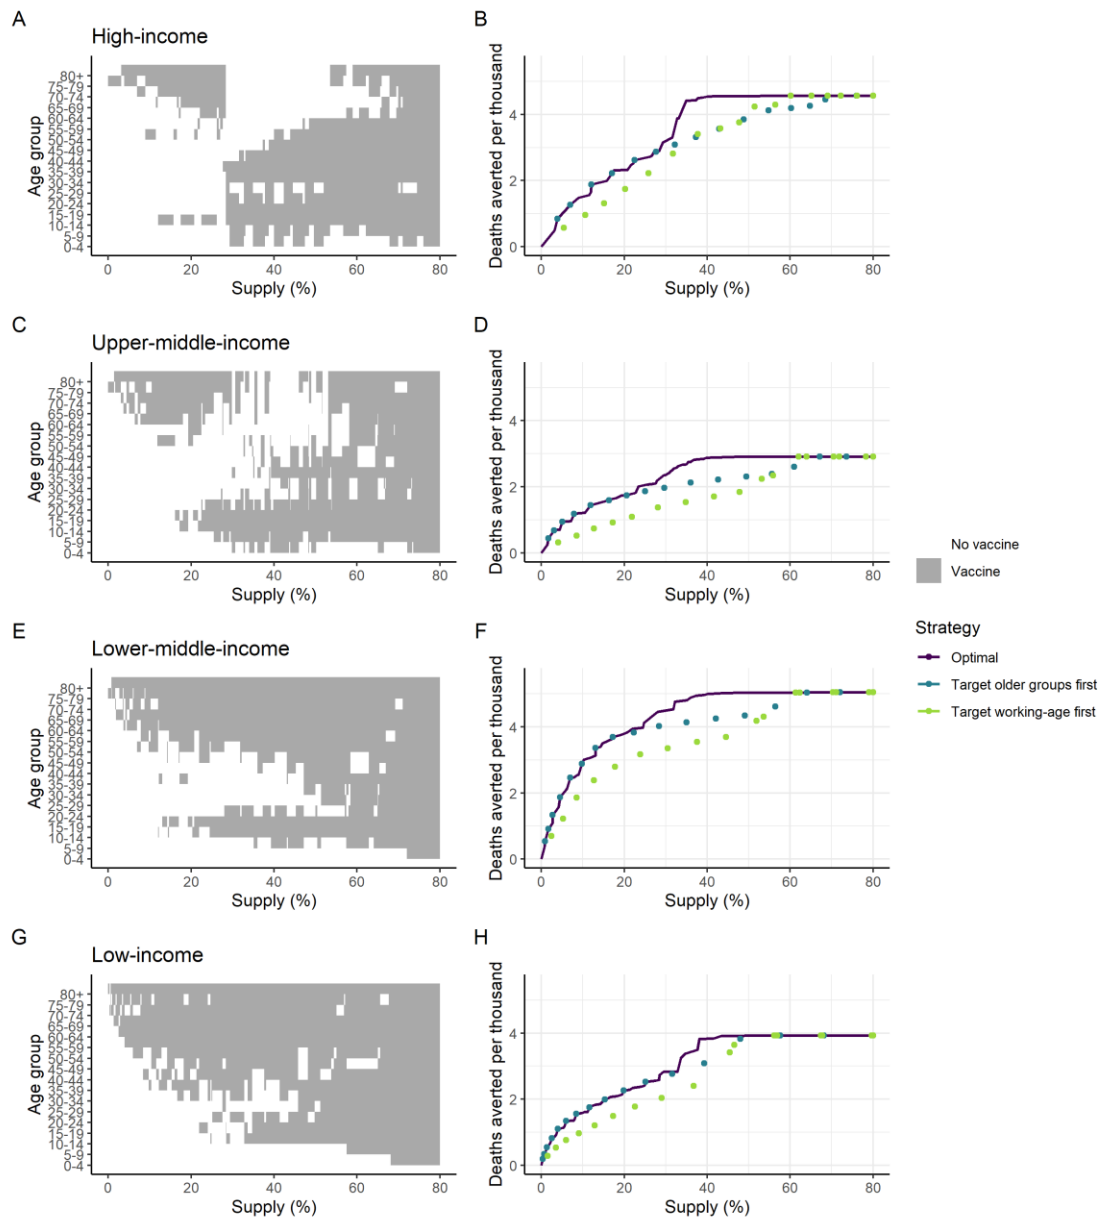 A
High-income
Age group
80+
75-79
70-74
65-69
60-64
55-59
50-54
45-49
40-44
35-39
30-34
25-29
20-24
15-19
10-14
5-9
0-4
0 20 40 60 80
Supply (%)
B
Deaths averted per thousand
4
2
0
0 20 40 60 80
Supply (%)
C
Upper-middle-income
Age group
80+
75-79
70-74
65-69
60-64
55-59
50-54
45-49
40-44
35-39
30-34
25-29
20-24
15-19
10-14
5-9
0-4
0 20 40 60 80
Supply (%)
D
Deaths averted per thousand
4
2
0
0 20 40 60 80
Supply (%)
E
Lower-middle-income
Age group
80+
75-79
70-74
65-69
60-64
55-59
50-54
45-49
40-44
35-39
30-34
25-29
20-24
15-19
10-14
5-9
0-4
0 20 40 60 80
Supply (%)
F
Deaths averted per thousand
4
2
0
0 20 40 60 80
Supply (%)
G
Low-income
Age group
80+
75-79
70-74
65-69
60-64
55-59
50-54
45-49
40-44
35-39
30-34
25-29
20-24
15-19
10-14
5-9
0-4
0 20 40 60 80
Supply (%)
H
Deaths averted per thousand
4
2
0
0 20 40 60 80
Supply (%)
No vaccine
Vaccine
Strategy
Optimal
Target older groups first
Target working-age first